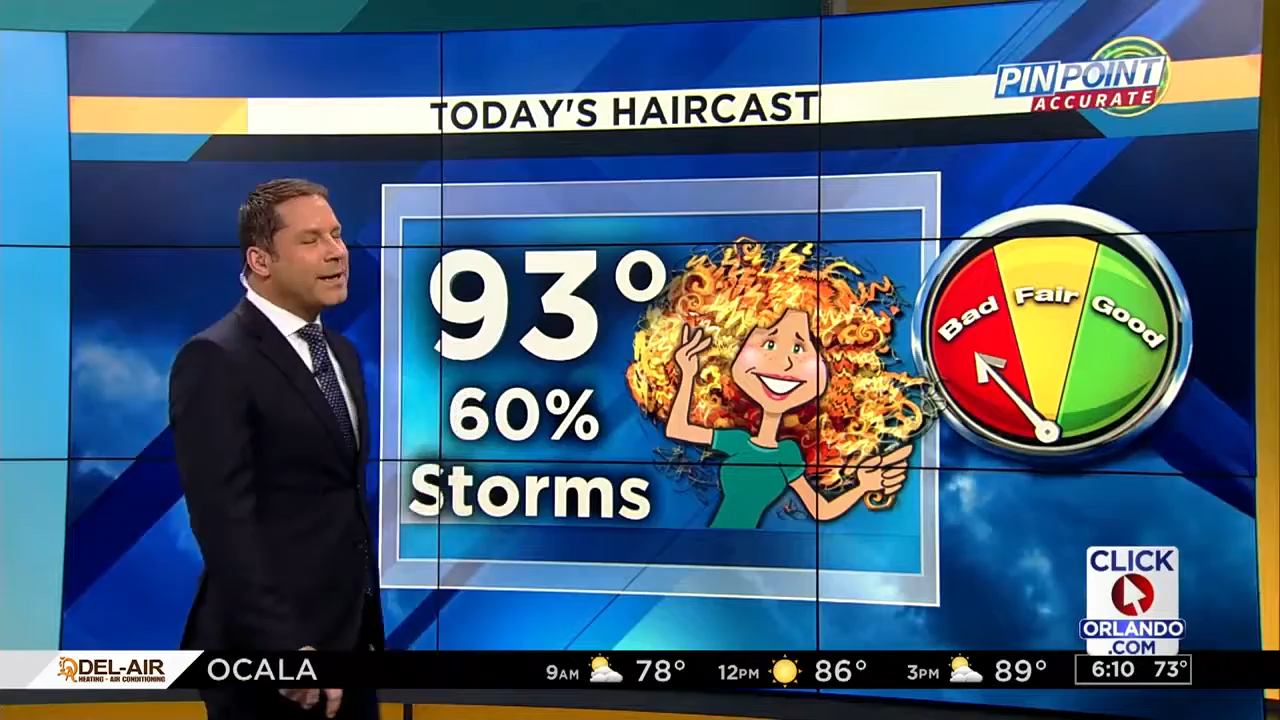 TODAY'S HAIRCAST
PINPOINT
ACCURATE
93°
60%
Storms
Bad
Fair
Good
CLICK
ORLANDO
.COM
DEL-AIR
HEATING - AIR CONDITIONING
OCALA
9AM 78°
12PM 86°
3PM 89°
6:10 73°